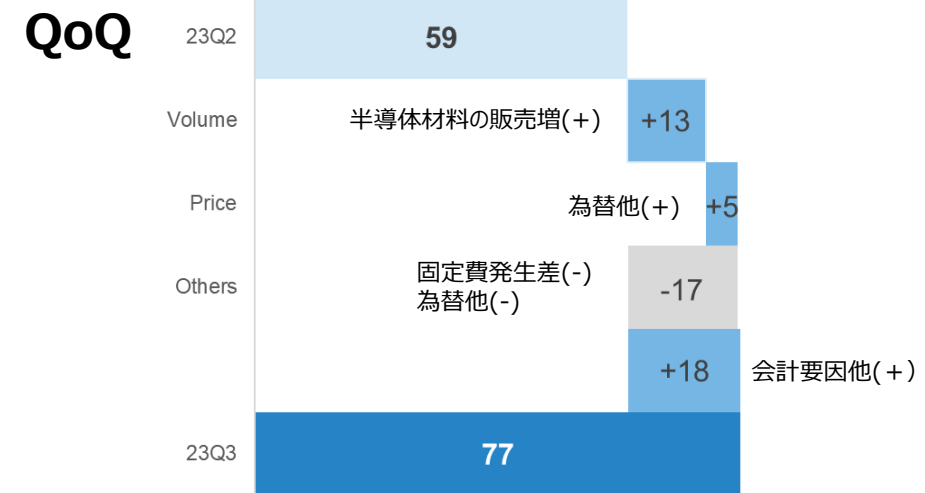 QoQ
23Q2 59
Volume 半導体材料の販売増(+) +13
Price 為替他(+) +5
Others 固定費発生差(-) -17
為替他(-)
+18 会計要因他(+)
23Q3 77